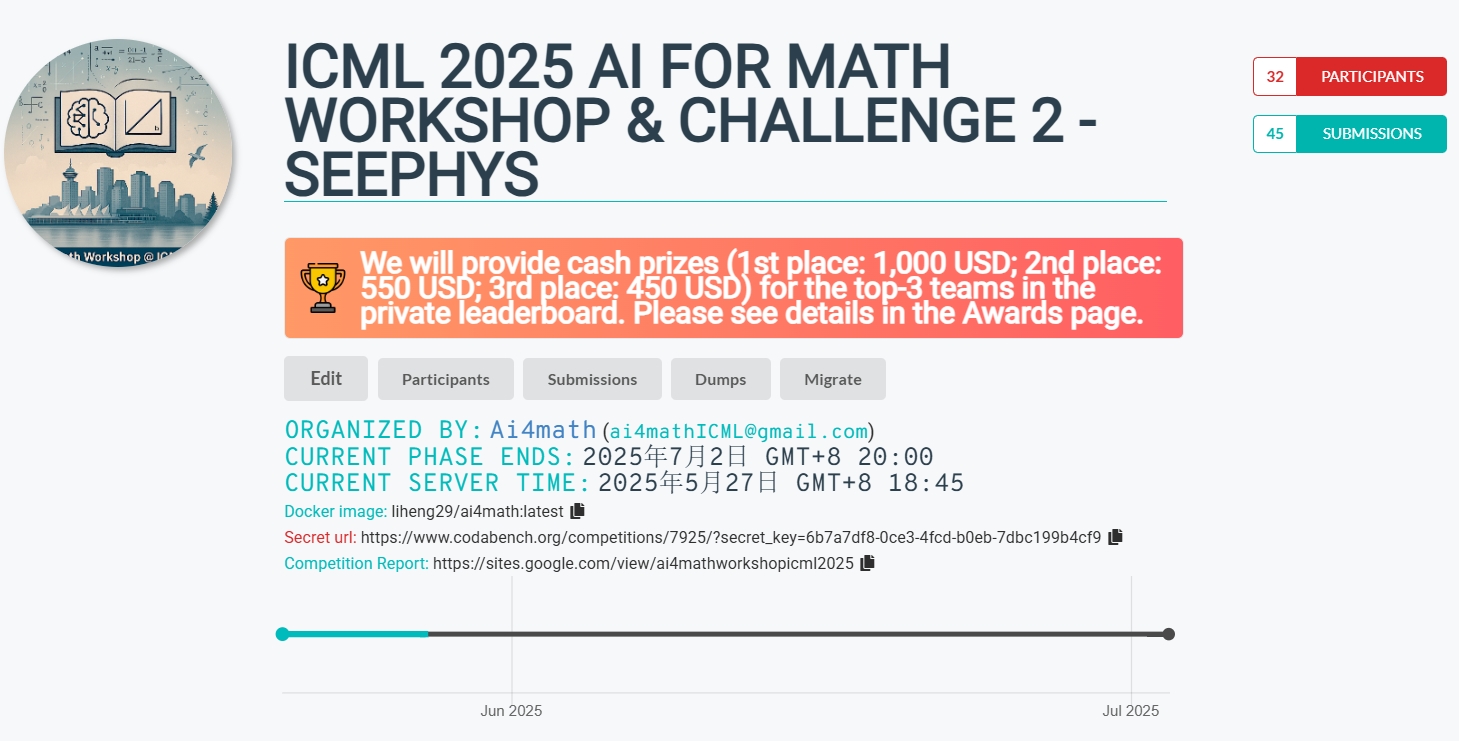 ICML 2025 AI FOR MATH
WORKSHOP & CHALLENGE 2 -
SEEPHYS
32 PARTICIPANTS
45 SUBMISSIONS
th Workshop @ IC
We will provide cash prizes (1st place: 1,000 USD; 2nd place:
550 USD; 3rd place: 450 USD) for the top-3 teams in the
private leaderboard. Please see details in the Awards page.
Edit Participants Submissions Dumps Migrate
ORGANIZED BY: Ai4math (ai4mathICML@gmail.com)
CURRENT PHASE ENDS: 2025年7月2日 GMT+8 20:00
CURRENT SERVER TIME: 2025年5月27日 GMT+8 18:45
Docker image: liheng29/ai4math:latest
Secret url: https://www.codabench.org/competitions/7925/?secret_key=6b7a7df8-0ce3-4fcd-b0eb-7dbc199b4cf9
Competition Report: https://sites.google.com/view/ai4mathworkshopicml2025
Jun 2025 Jul 2025